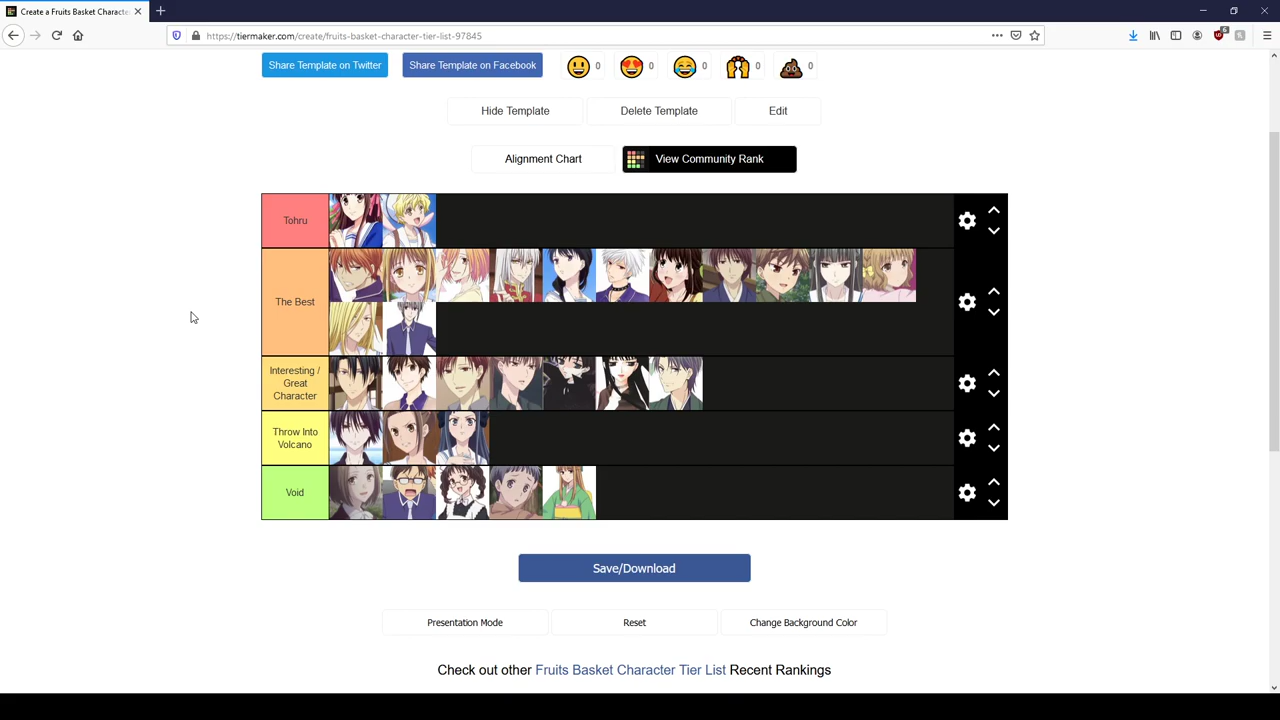 Create a Fruits Basket Character
https://tiermaker.com/create/fruits-basket-character-tier-list-97845
6
Share Template on Twitter
Share Template on Facebook
0
0
0
0
0
Hide Template
Delete Template
Edit
Alignment Chart
View Community Rank
Tohru
The Best
Interesting /
Great
Character
Throw Into
Volcano
Void
Save/Download
Presentation Mode
Reset
Change Background Color
Check out other Fruits Basket Character Tier List Recent Rankings